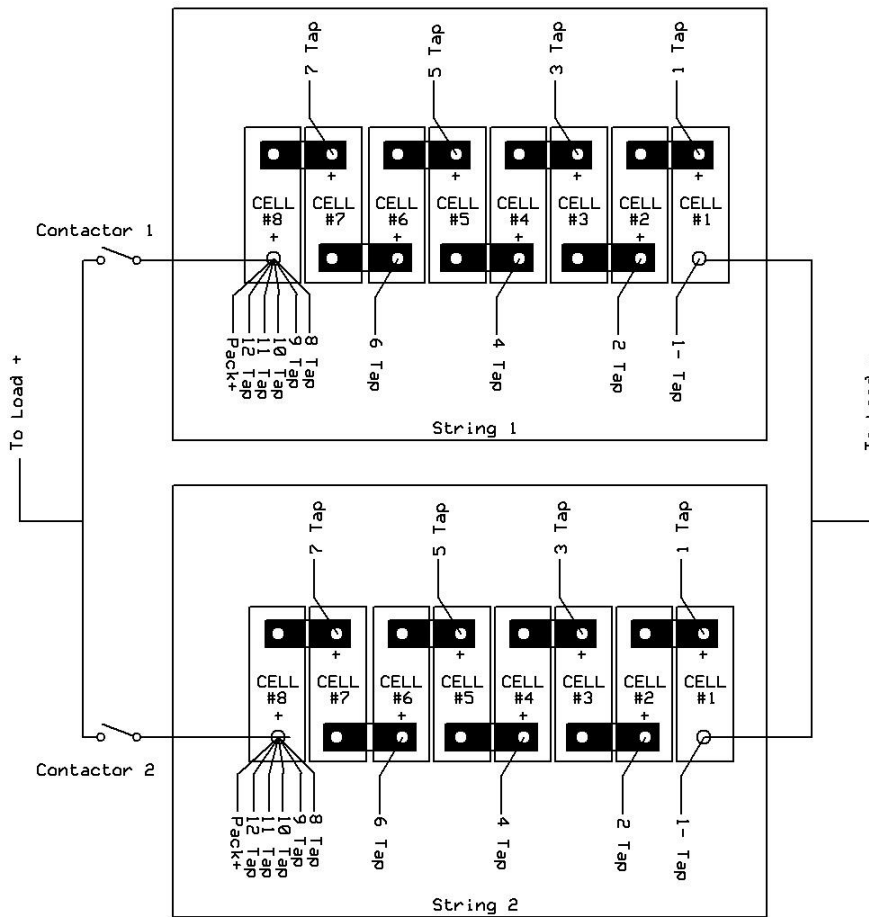 7 Tap
5 Tap
3 Tap
1 Tap
+
+
+
+
CELL #8
CELL #7
CELL #6
CELL #5
CELL #4
CELL #3
CELL #2
CELL #1
+
+
+
+
Contactor 1
Pack+
12 Tap
11 Tap
10 Tap
9 Tap
8 Tap
6 Tap
4 Tap
2 Tap
1- Tap
String 1
To Load +
7 Tap
5 Tap
3 Tap
1 Tap
+
+
+
+
CELL #8
CELL #7
CELL #6
CELL #5
CELL #4
CELL #3
CELL #2
CELL #1
+
+
+
+
Contactor 2
Pack+
12 Tap
11 Tap
10 Tap
9 Tap
8 Tap
6 Tap
4 Tap
2 Tap
1- Tap
String 2